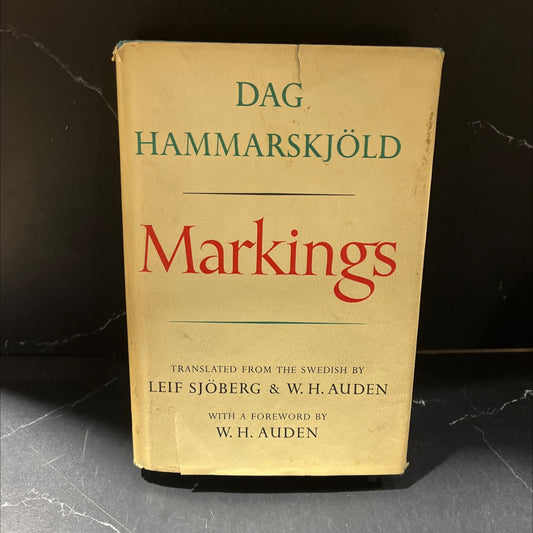 DAG
HAMMARSKJÖLD
Markings
TRANSLATED FROM THE SWEDISH BY
LEIF SJÖBERG & W. H. AUDEN
WITH A FOREWORD BY
W. H. AUDEN